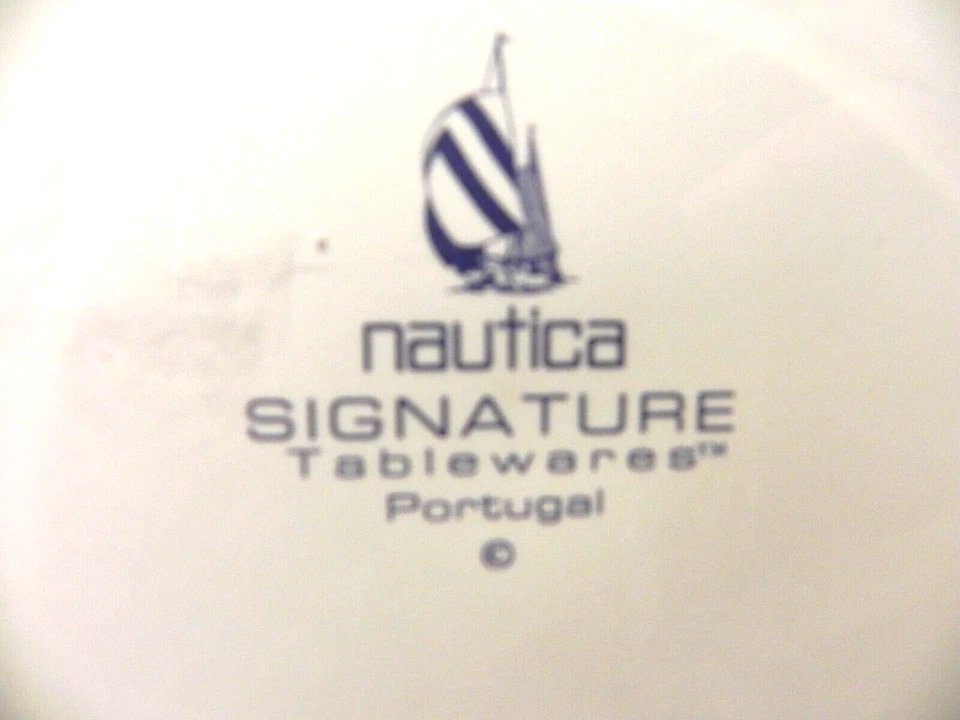 nautica
SIGNATURE
Tablewares™
Portugal
©